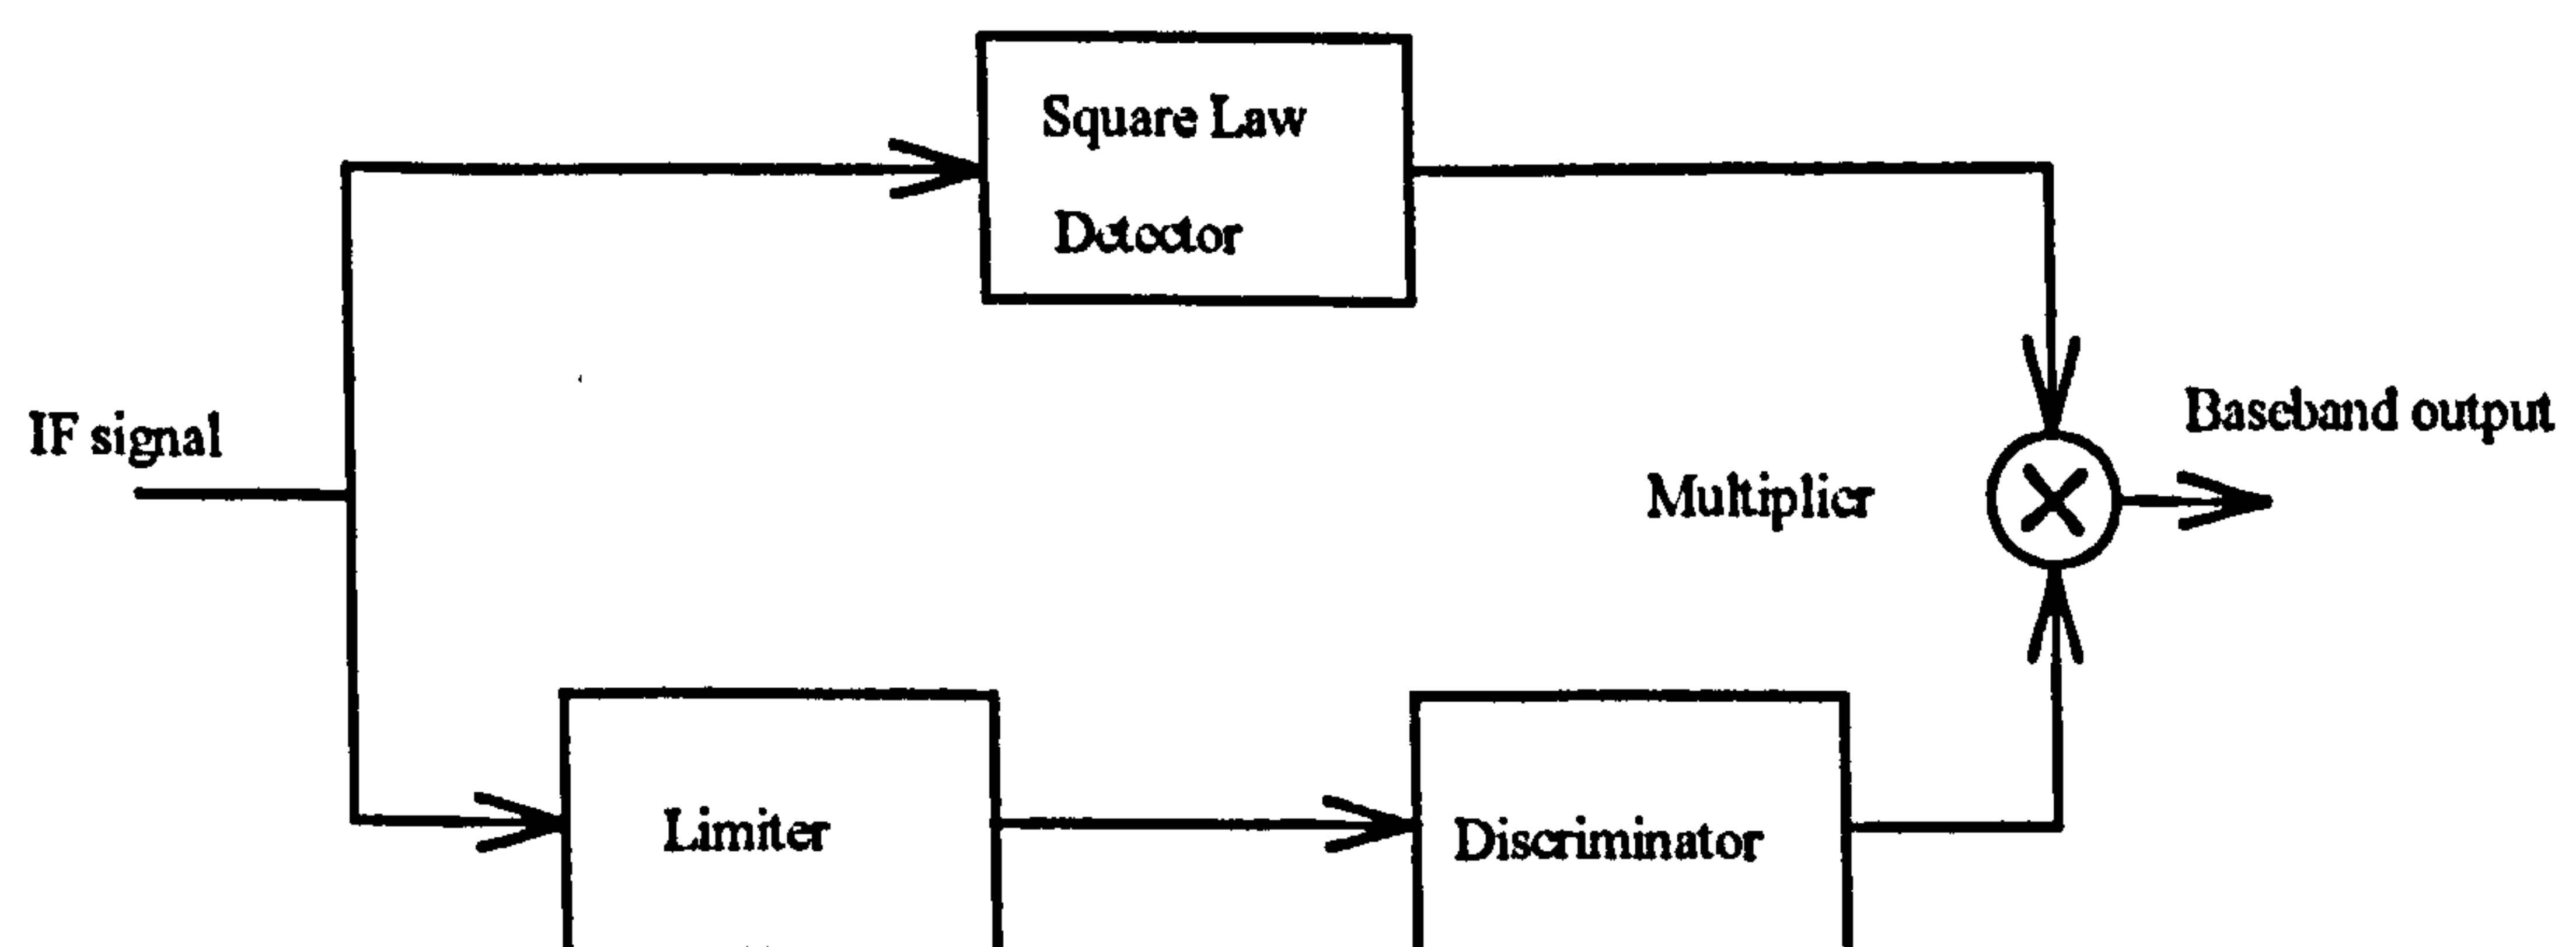 Square Law
Detector
IF signal
Baseband output
Multiplier
Limiter
Discriminator